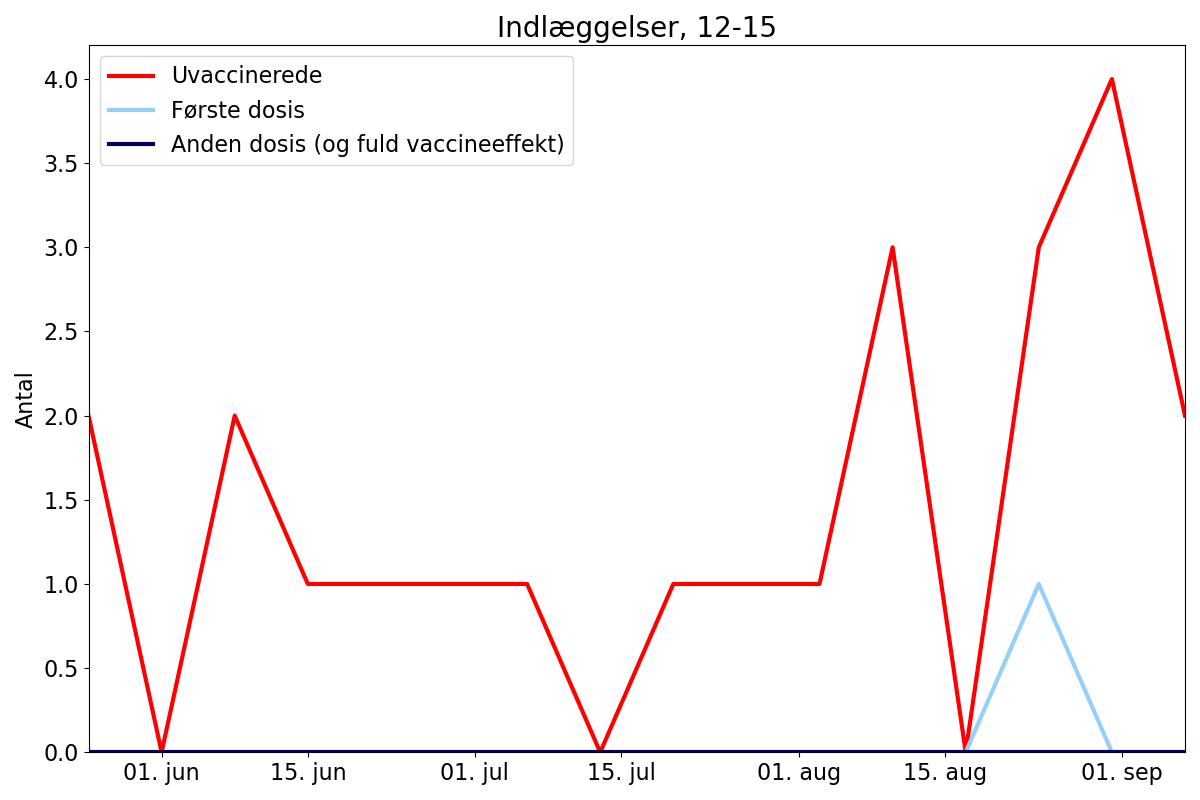 Indlæggelser, 12-15
Uvaccinerede
Første dosis
Anden dosis (og fuld vaccineeffekt)
Antal
4.0
3.5
3.0
2.5
2.0
1.5
1.0
0.5
0.0
01. jun 15. jun 01. jul 15. jul 01. aug 15. aug 01. sep